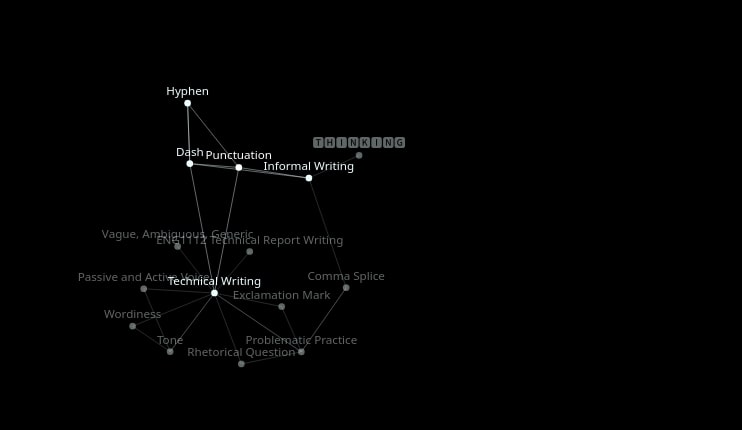 Hyphen
THINKING
Dash
Punctuation
Informal Writing
Vague, Ambiguous, Generic
ENG1112 Technical Report Writing
Passive and Active Voice
Technical Writing
Comma Splice
Exclamation Mark
Wordiness
Tone
Problematic Practice
Rhetorical Question